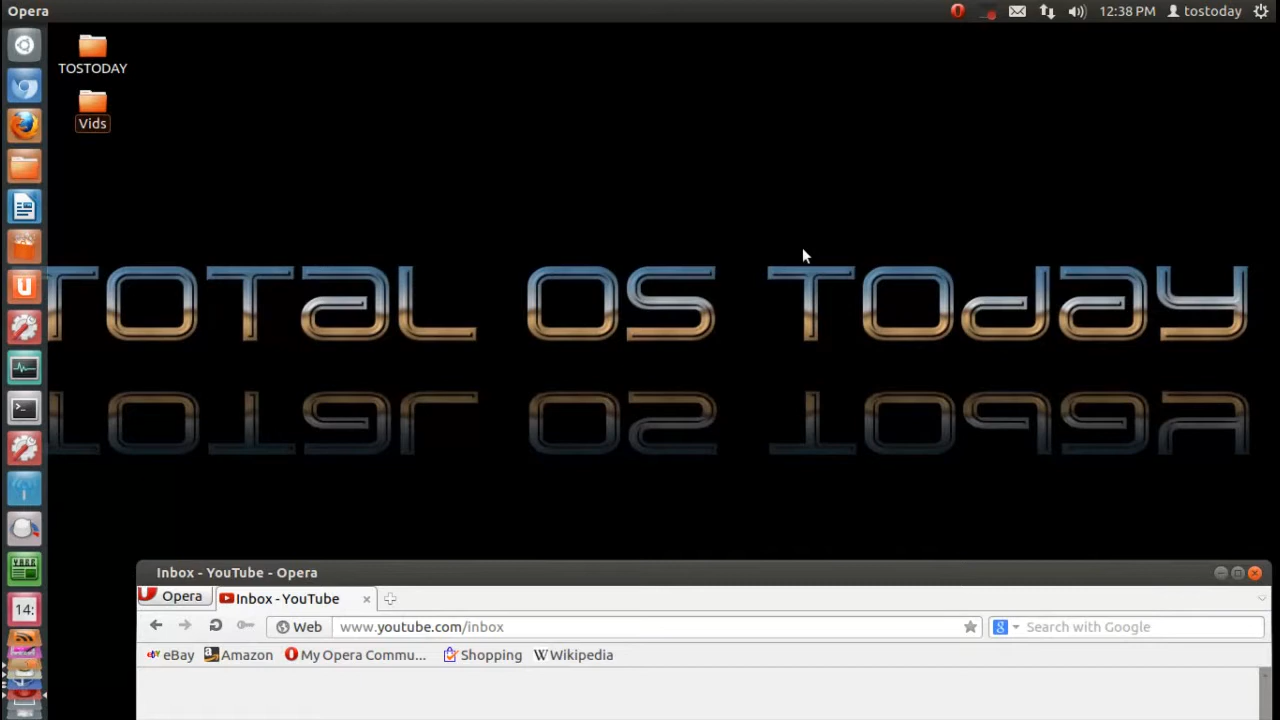 Opera
12:38 PM tostoday
TOSTODAY
Vids
TOTAL OS TODAY
Inbox - YouTube - Opera
Opera Inbox - YouTube
Web www.youtube.com/inbox Search with Google
eBay Amazon My Opera Commu... Shopping Wikipedia
14: